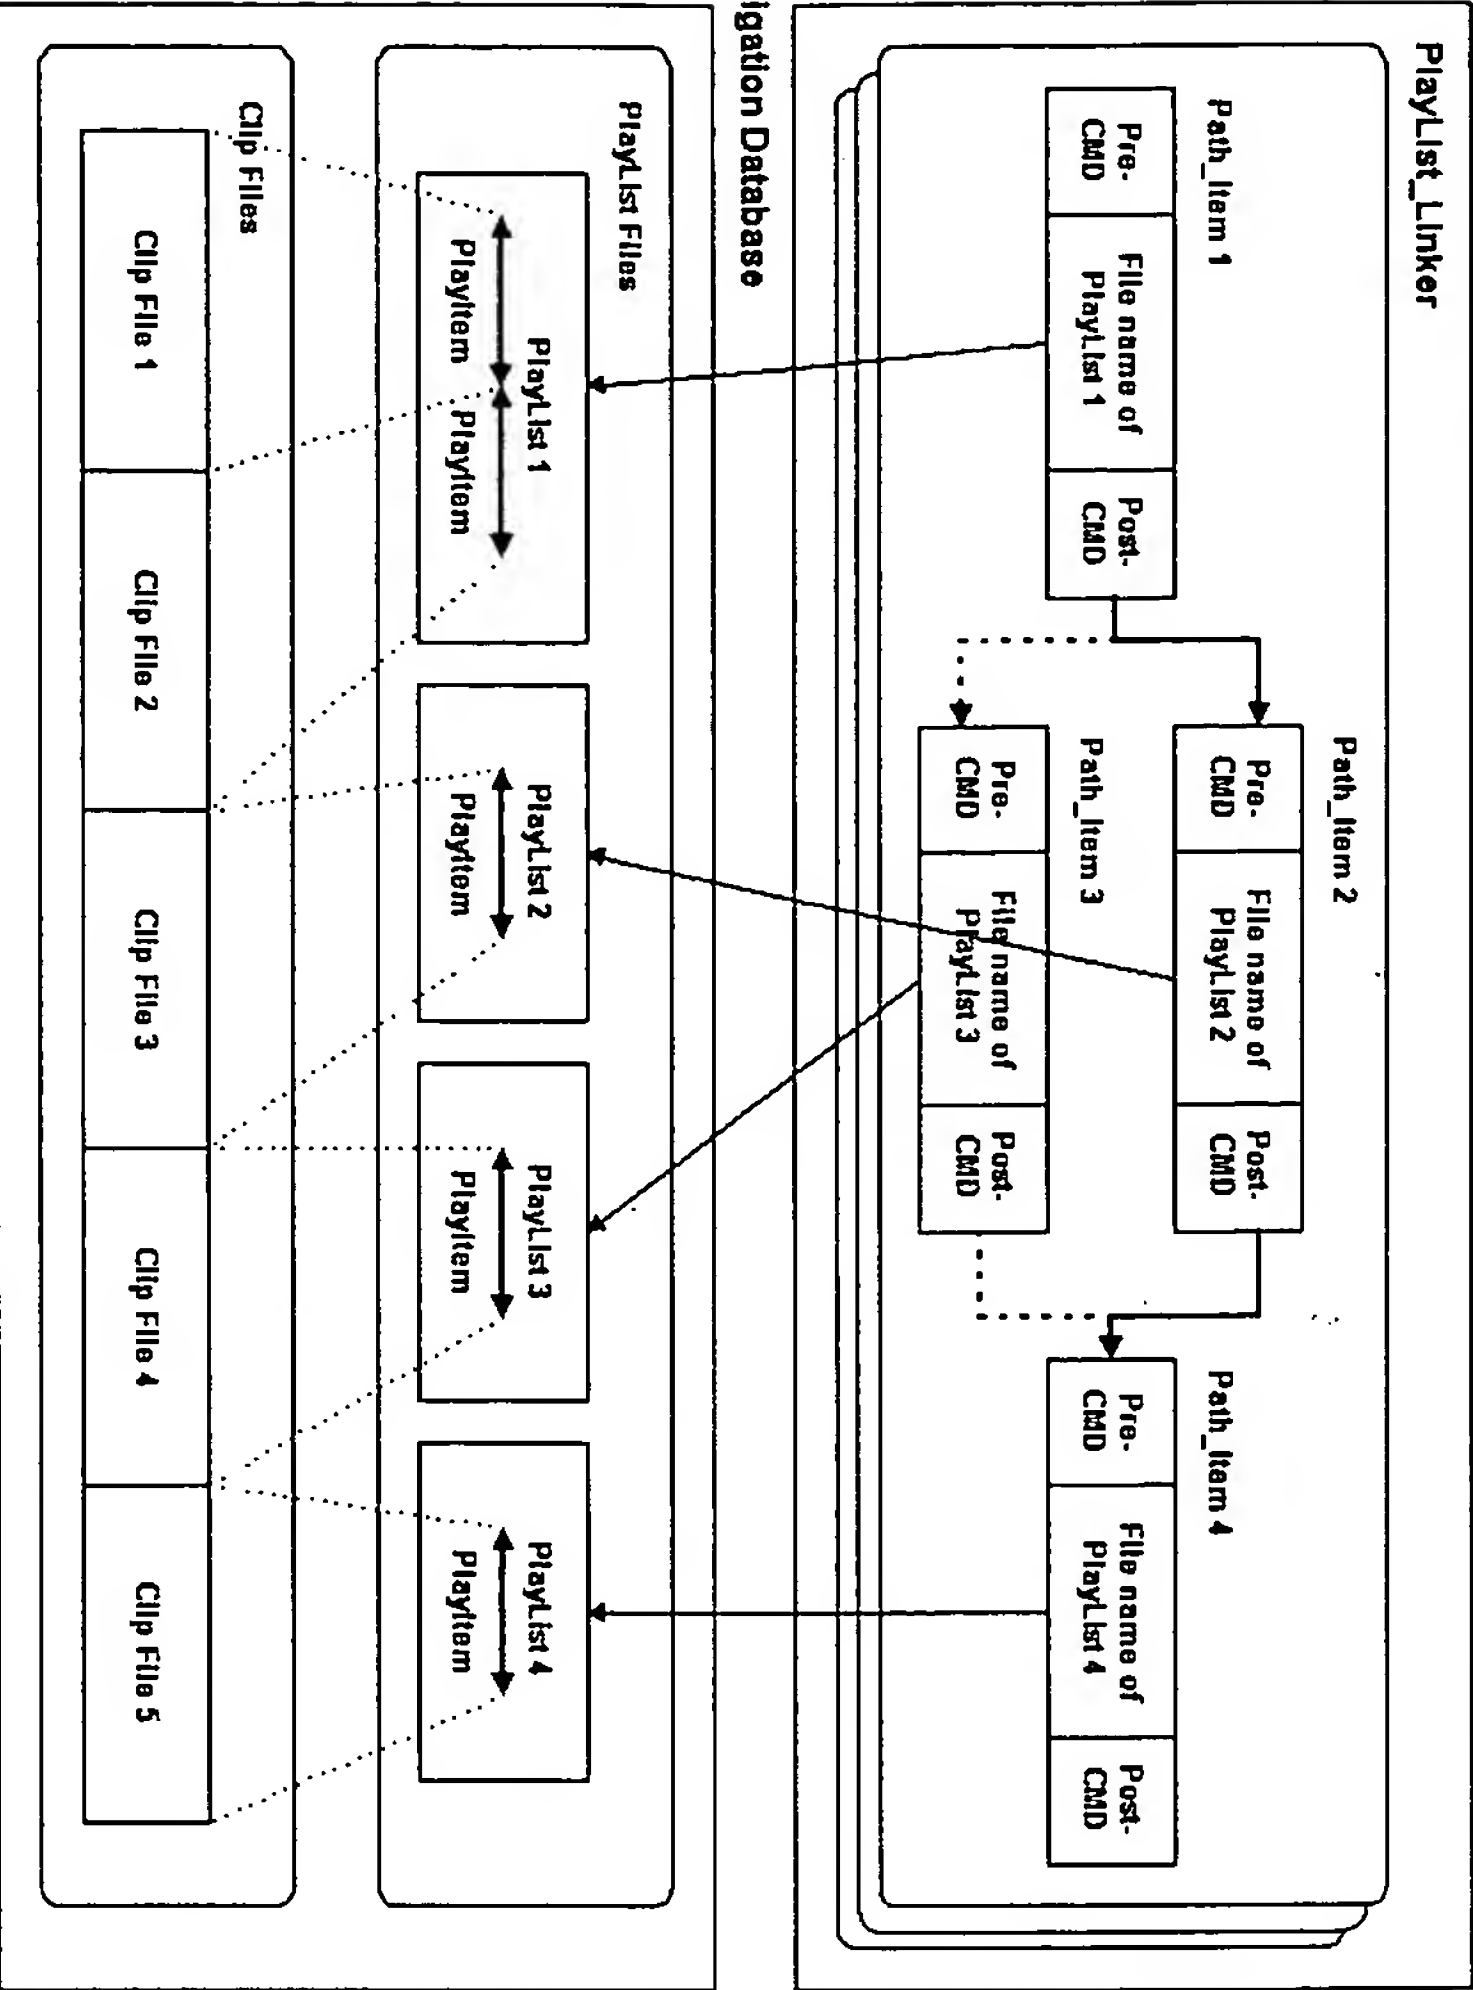 PlayList_Linker
Path_Item 1
Pre-
CMD
File name of
PlayList 1
Post-
CMD
Path_Item 2
Pre-
CMD
File name of
PlayList 2
Post-
CMD
Path_Item 3
Pre-
CMD
File name of
PlayList 3
Post-
CMD
Path_Item 4
Pre-
CMD
File name of
PlayList 4
Post-
CMD
igation Database
PlayList Files
PlayList 1
PlayItem
PlayItem
PlayList 2
PlayItem
PlayList 3
PlayItem
PlayList 4
PlayItem
Clip Files
Clip File 1
Clip File 2
Clip File 3
Clip File 4
Clip File 5